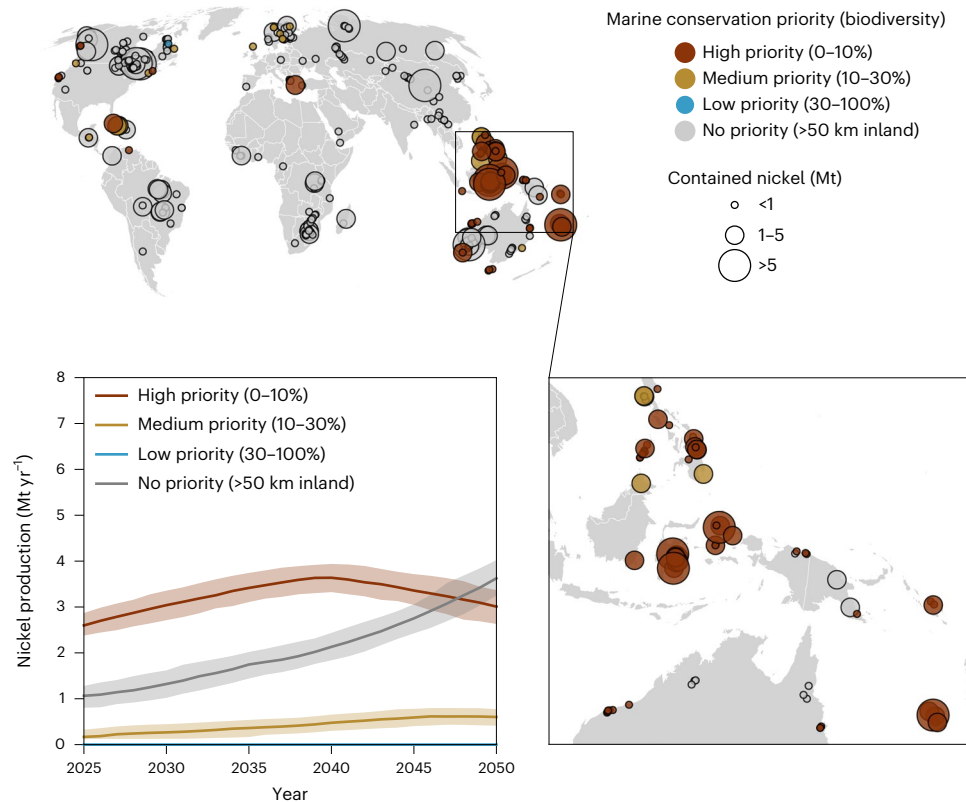 Marine conservation priority (biodiversity)
High priority (0–10%)
Medium priority (10–30%)
Low priority (30–100%)
No priority (>50 km inland)
Contained nickel (Mt)
<1
1–5
>5
8
7
6
5
4
3
2
1
0
Nickel production (Mt yr⁻¹)
High priority (0–10%)
Medium priority (10–30%)
Low priority (30–100%)
No priority (>50 km inland)
2025
2030
2035
2040
2045
2050
Year